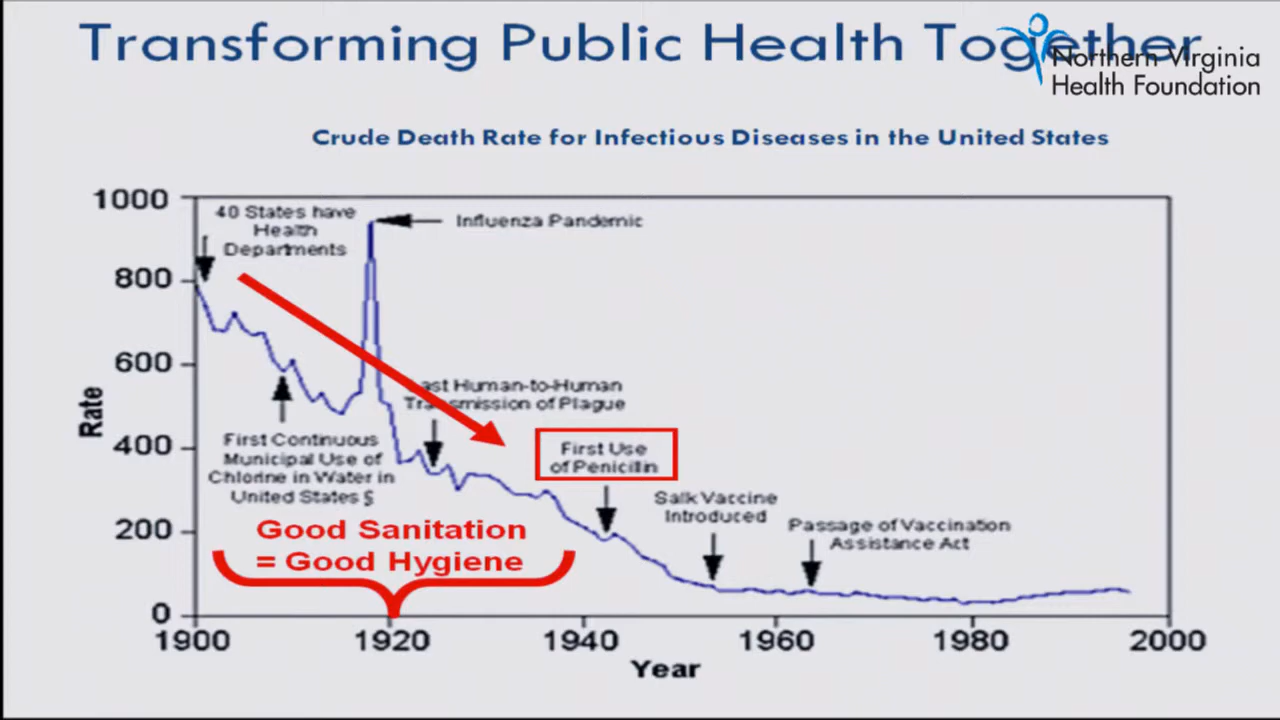 Transforming Public Health Together
Northern Virginia
Health Foundation
Crude Death Rate for Infectious Diseases in the United States
1000
800
600
400
200
0
Rate
40 States have
Health
Departments
Influenza Pandemic
First Continuous
Municipal Use of
Chlorine in Water in
United States §
Last Human-to-Human
Transmission of Plague
First Use
of Penicillin
Salk Vaccine
Introduced
Passage of Vaccination
Assistance Act
Good Sanitation
= Good Hygiene
1900
1920
1940
1960
1980
2000
Year